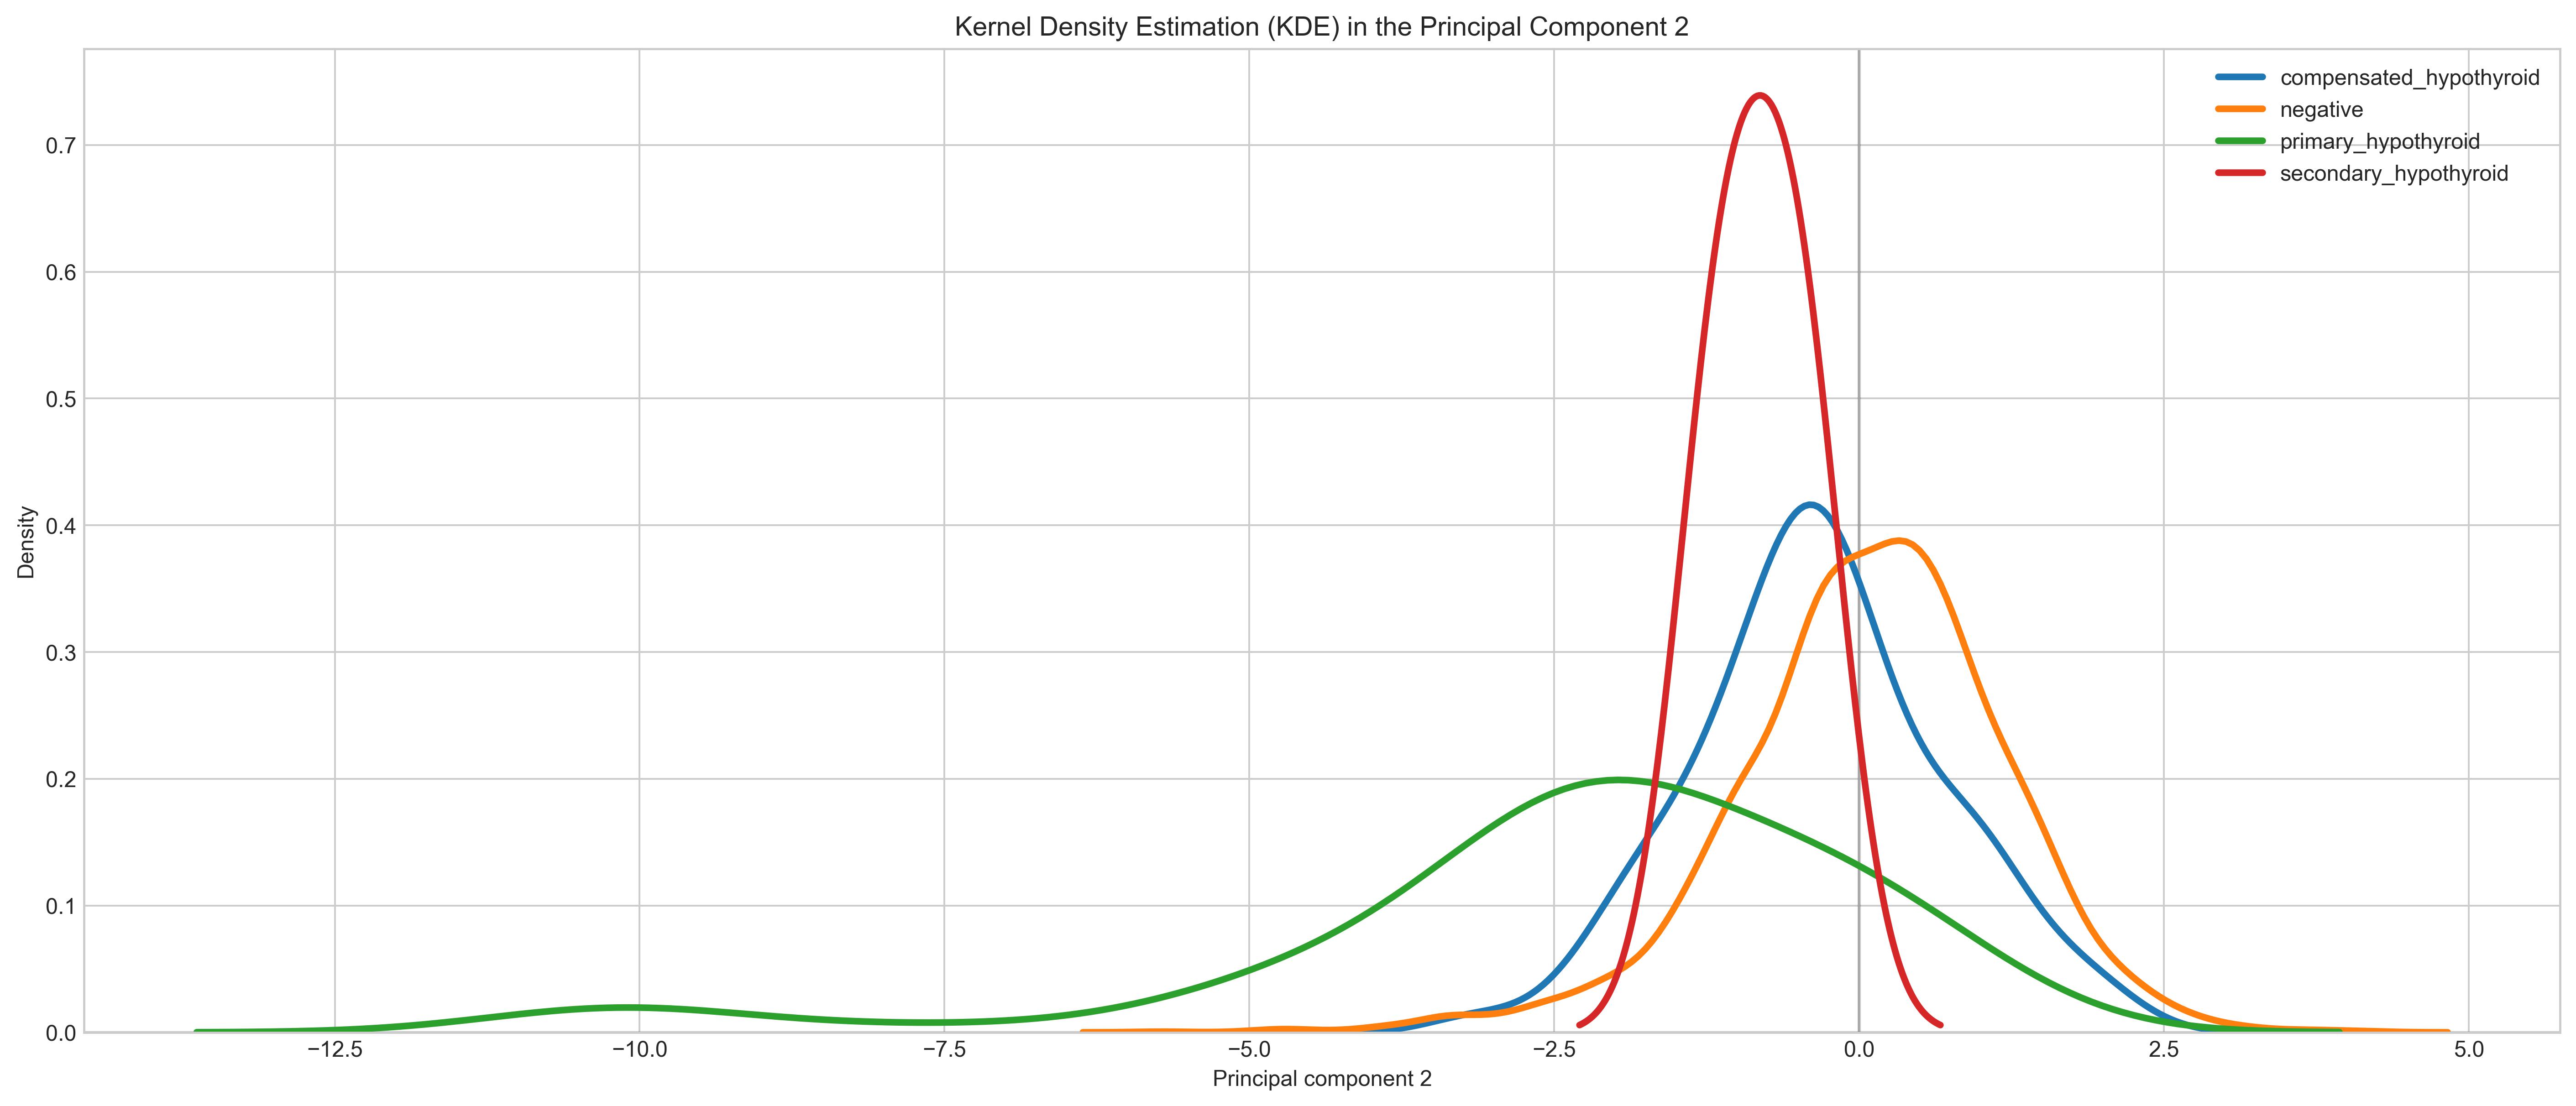 Kernel Density Estimation (KDE) in the Principal Component 2
compensated_hypothyroid
negative
primary_hypothyroid
secondary_hypothyroid
Density
0.7
0.6
0.5
0.4
0.3
0.2
0.1
0.0
−12.5 −10.0 −7.5 −5.0 −2.5 0.0 2.5 5.0
Principal component 2